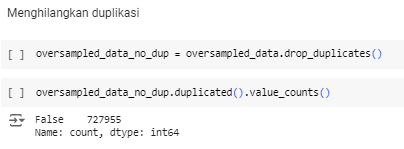 Menghilangkan duplikasi
[ ] oversampled_data_no_dup = oversampled_data.drop_duplicates()
[ ] oversampled_data_no_dup.duplicated().value_counts()
False    727955
Name: count, dtype: int64